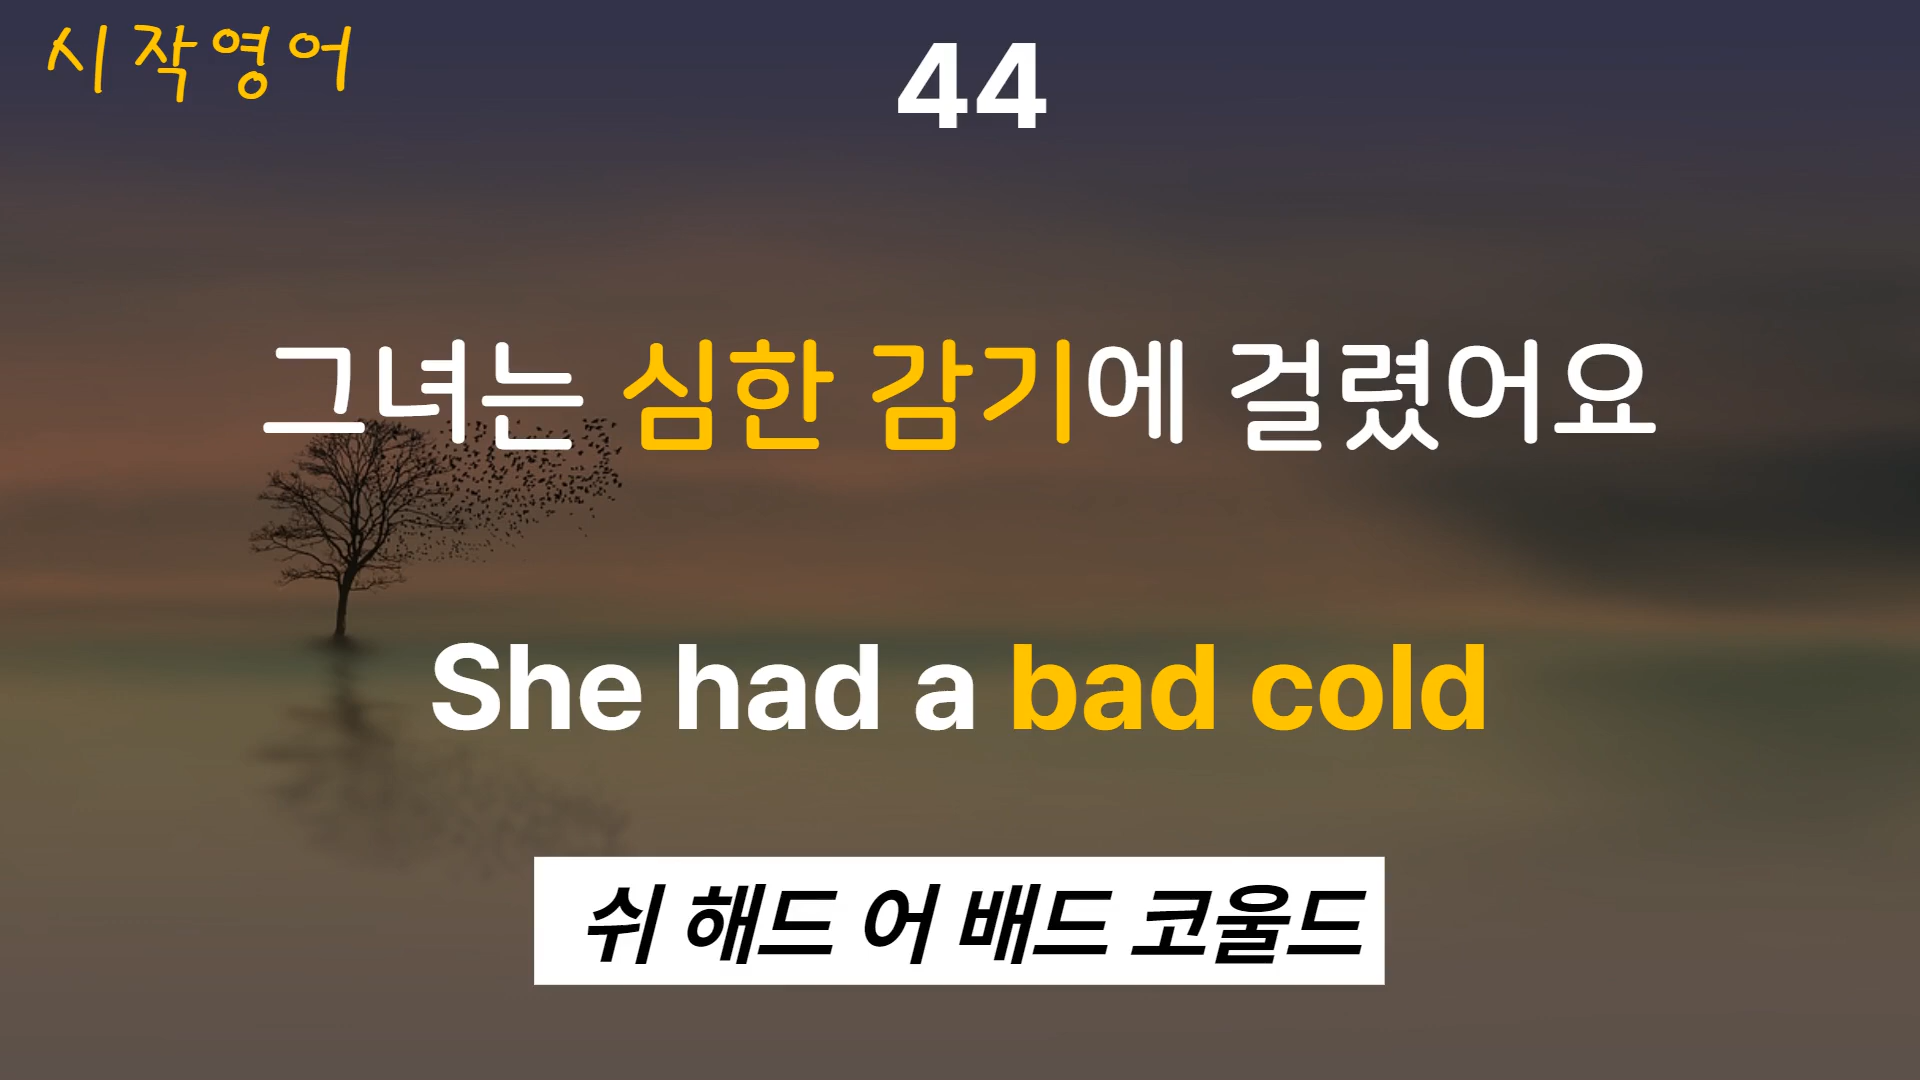 시작영어
44
그녀는 심한 감기에 걸렸어요
She had a bad cold
쉬 해드 어 배드 코울드